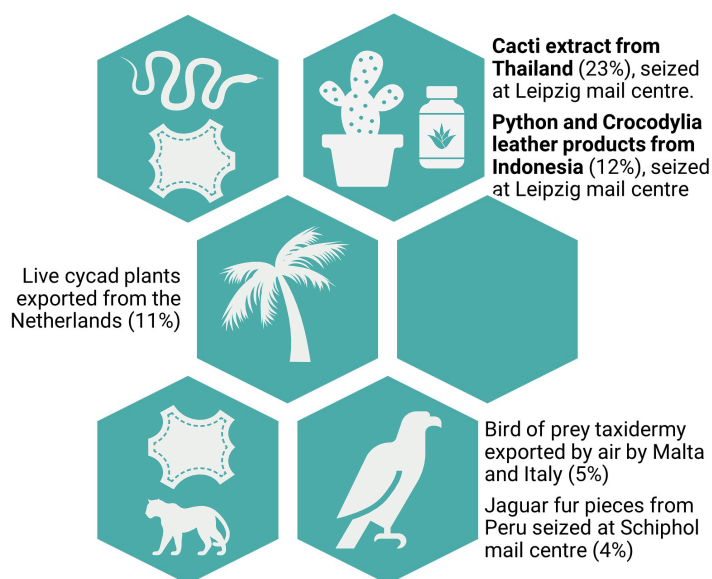 Cacti extract from
Thailand (23%), seized
at Leipzig mail centre.
Python and Crocodylia
leather products from
Indonesia (12%), seized
at Leipzig mail centre
Live cycad plants
exported from the
Netherlands (11%)
Bird of prey taxidermy
exported by air by Malta
and Italy (5%)
Jaguar fur pieces from
Peru seized at Schiphol
mail centre (4%)